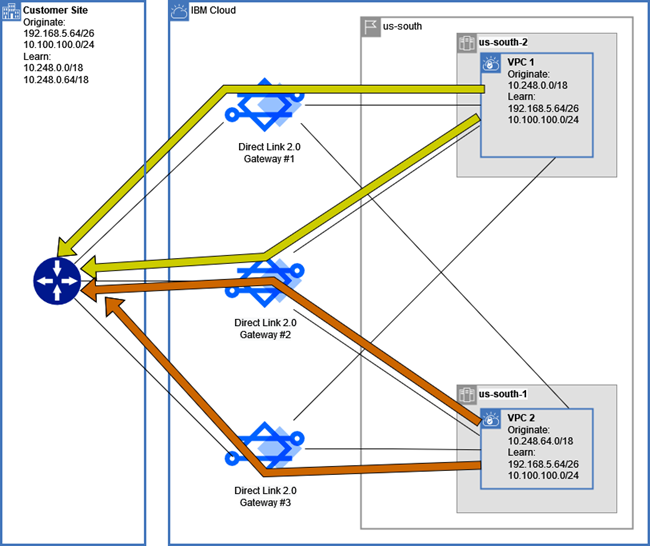 Customer Site
Originate:
192.168.5.64/26
10.100.100.0/24
Learn:
10.248.0.0/18
10.248.0.64/18
IBM Cloud
us-south
us-south-2
VPC 1
Originate:
10.248.0.0/18
Learn:
192.168.5.64/26
10.100.100.0/24
Direct Link 2.0
Gateway #1
Direct Link 2.0
Gateway #2
us-south-1
VPC 2
Originate:
10.248.64.0/18
Learn:
192.168.5.64/26
10.100.100.0/24
Direct Link 2.0
Gateway #3